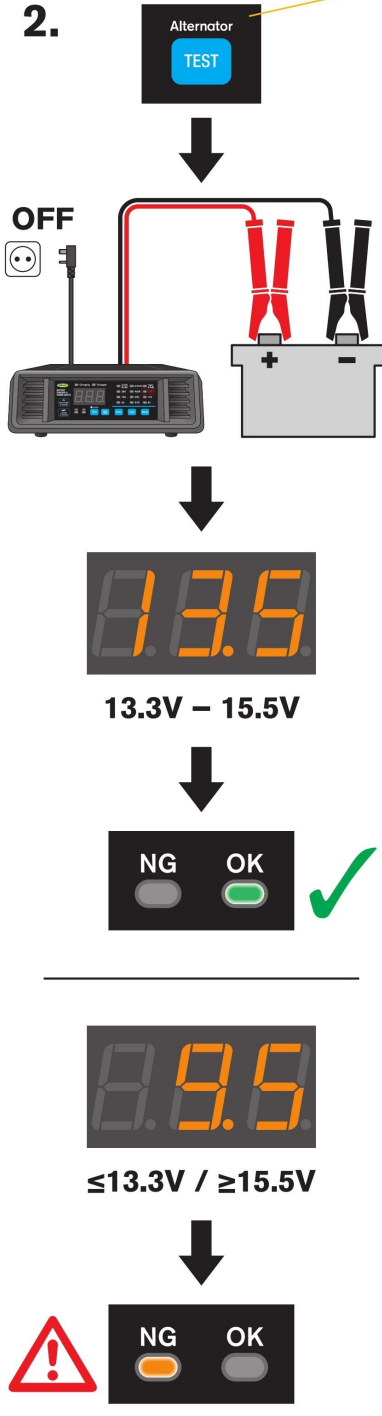 2.
Alternator
TEST
OFF
+ −
13.5
13.3V – 15.5V
NG OK
9.5
≤13.3V / ≥15.5V
NG OK